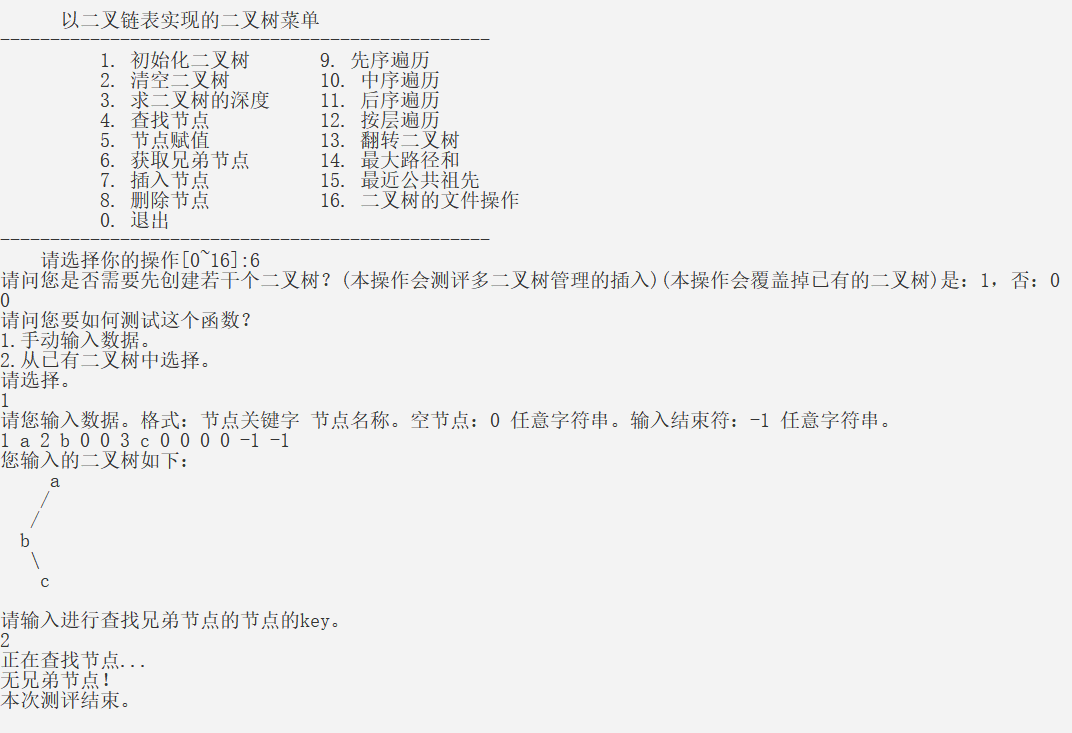 以二叉链表实现的二叉树菜单
-------------------------------------------------
1. 初始化二叉树 9. 先序遍历
2. 清空二叉树 10. 中序遍历
3. 求二叉树的深度 11. 后序遍历
4. 查找节点 12. 按层遍历
5. 节点赋值 13. 翻转二叉树
6. 获取兄弟节点 14. 最大路径和
7. 插入节点 15. 最近公共祖先
8. 删除节点 16. 二叉树的文件操作
0. 退出
-------------------------------------------------
请选择你的操作[0~16]:6
请问您是否需要先创建若干个二叉树？(本操作会测评多二叉树管理的插入)(本操作会覆盖掉已有的二叉树)是：1，否：0
0
请问您要如何测试这个函数？
1.手动输入数据。
2.从已有二叉树中选择。
请选择。
1
请您输入数据。格式：节点关键字 节点名称。空节点：0 任意字符串。输入结束符：-1 任意字符串。
1 a 2 b 0 0 3 c 0 0 0 0 -1 -1
您输入的二叉树如下：
a
/
/
b
\
c
请输入进行查找兄弟节点的节点的key。
2
正在查找节点...
无兄弟节点！
本次测评结束。